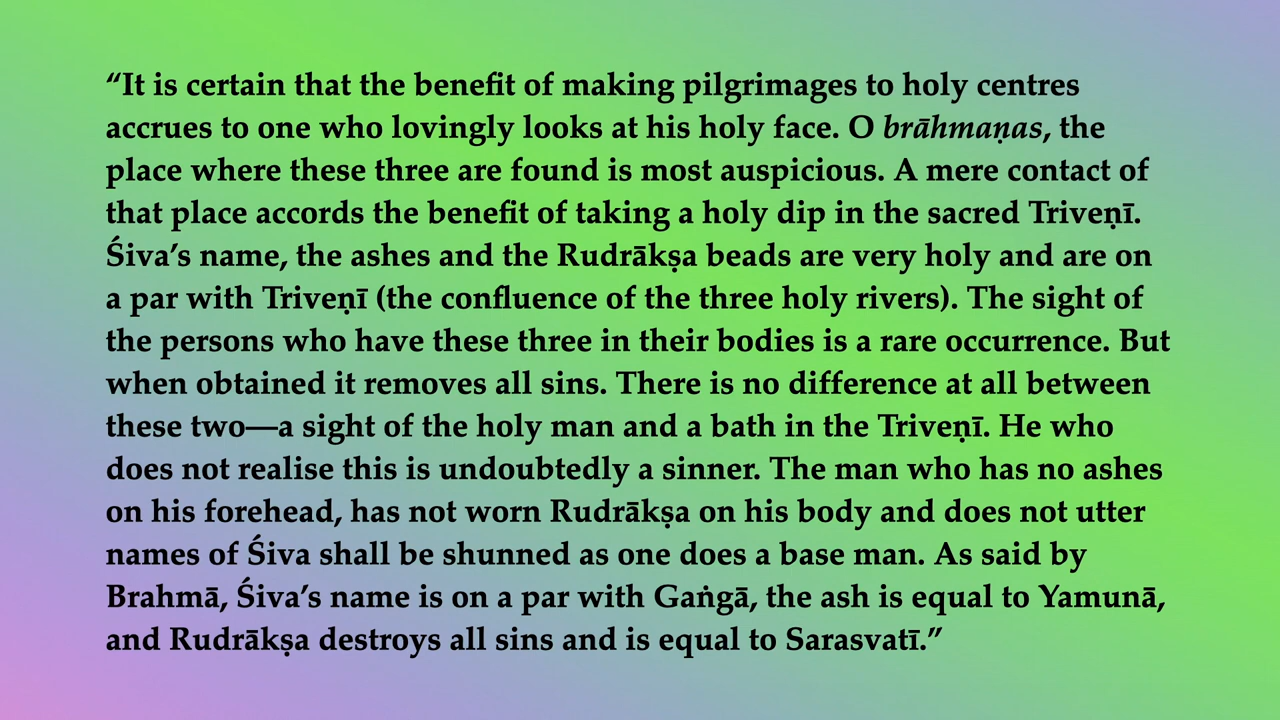 “It is certain that the benefit of making pilgrimages to holy centres
accrues to one who lovingly looks at his holy face. O brāhmaṇas, the
place where these three are found is most auspicious. A mere contact of
that place accords the benefit of taking a holy dip in the sacred Triveṇī.
Śiva’s name, the ashes and the Rudrākṣa beads are very holy and are on
a par with Triveṇī (the confluence of the three holy rivers). The sight of
the persons who have these three in their bodies is a rare occurrence. But
when obtained it removes all sins. There is no difference at all between
these two—a sight of the holy man and a bath in the Triveṇī. He who
does not realise this is undoubtedly a sinner. The man who has no ashes
on his forehead, has not worn Rudrākṣa on his body and does not utter
names of Śiva shall be shunned as one does a base man. As said by
Brahmā, Śiva’s name is on a par with Gaṅgā, the ash is equal to Yamunā,
and Rudrākṣa destroys all sins and is equal to Sarasvatī.”